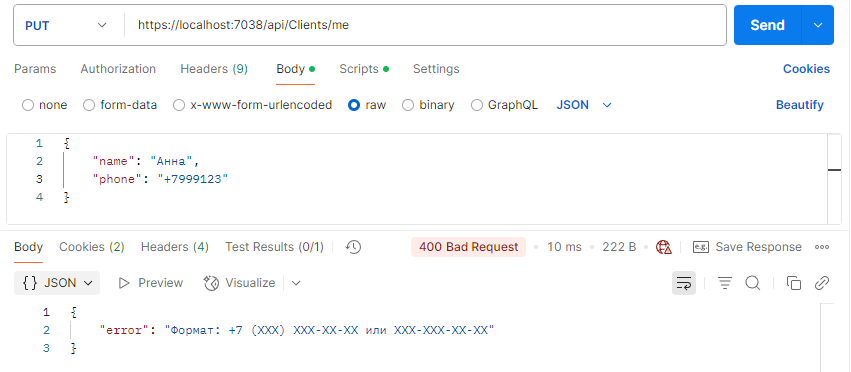 PUT https://localhost:7038/api/Clients/me Send
Params Authorization Headers (9) Body Scripts Settings Cookies
none form-data x-www-form-urlencoded raw binary GraphQL JSON Beautify
1 {
2 "name": "Анна",
3 "phone": "+7999123"
4 }
Body Cookies (2) Headers (4) Test Results (0/1) 400 Bad Request 10 ms 222 B e.g. Save Response
{} JSON Preview Visualize
1 {
2 "error": "Формат: +7 (XXX) XXX-XX-XX или XXX-XXX-XX-XX"
3 }